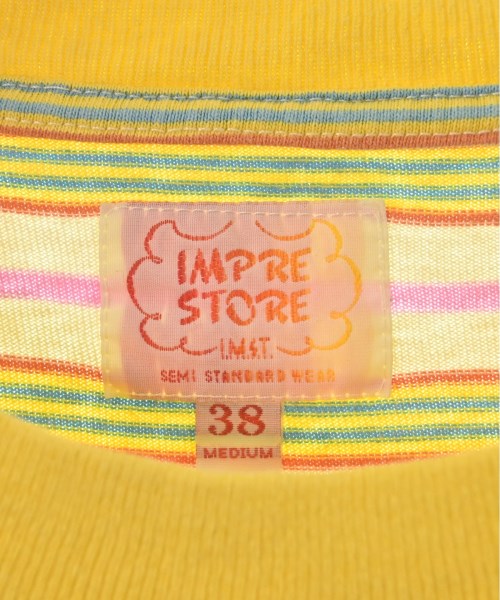 IMPRE
STORE
I.M.S.T.
SEMI STANDARD WEAR
38
MEDIUM